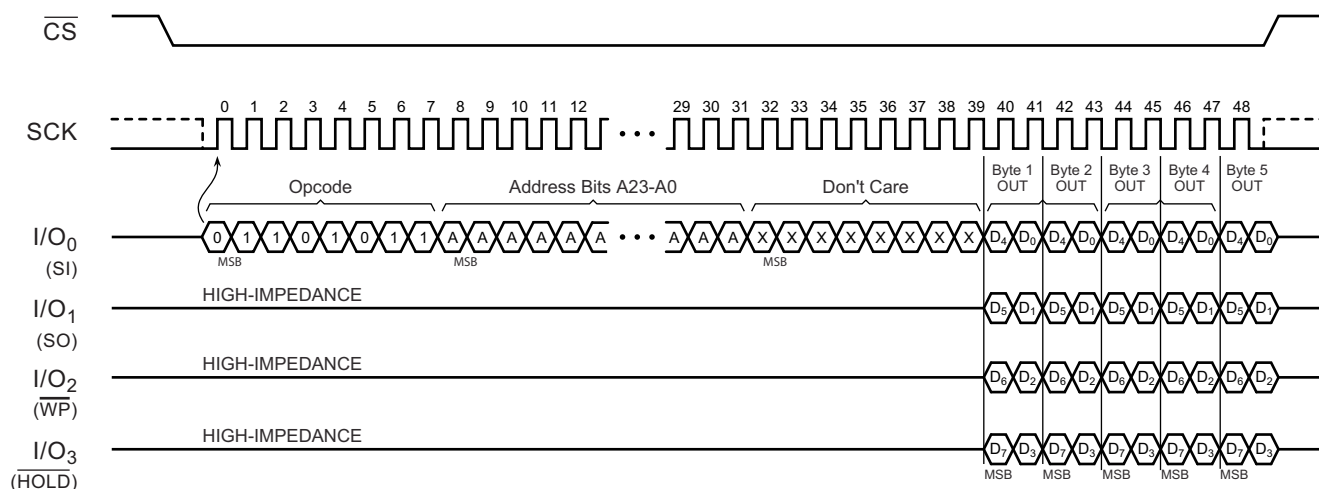 CS
0 1 2 3 4 5 6 7 8 9 10 11 12 29 30 31 32 33 34 35 36 37 38 39 40 41 42 43 44 45 46 47 48
SCK
Opcode Address Bits A23-A0 Don't Care
Byte 1 OUT Byte 2 OUT Byte 3 OUT Byte 4 OUT Byte 5 OUT
I/O0 0 1 1 0 1 0 1 1 A A A A A A A A A X X X X X X X X D4 D0 D4 D0 D4 D0 D4 D0 D4 D0
(SI) MSB MSB MSB
HIGH-IMPEDANCE
I/O1 D5 D1 D5 D1 D5 D1 D5 D1 D5 D1
(SO)
HIGH-IMPEDANCE
I/O2 D6 D2 D6 D2 D6 D2 D6 D2 D6 D2
(WP)
HIGH-IMPEDANCE
I/O3 D7 D3 D7 D3 D7 D3 D7 D3 D7 D3
(HOLD) MSB MSB MSB MSB MSB